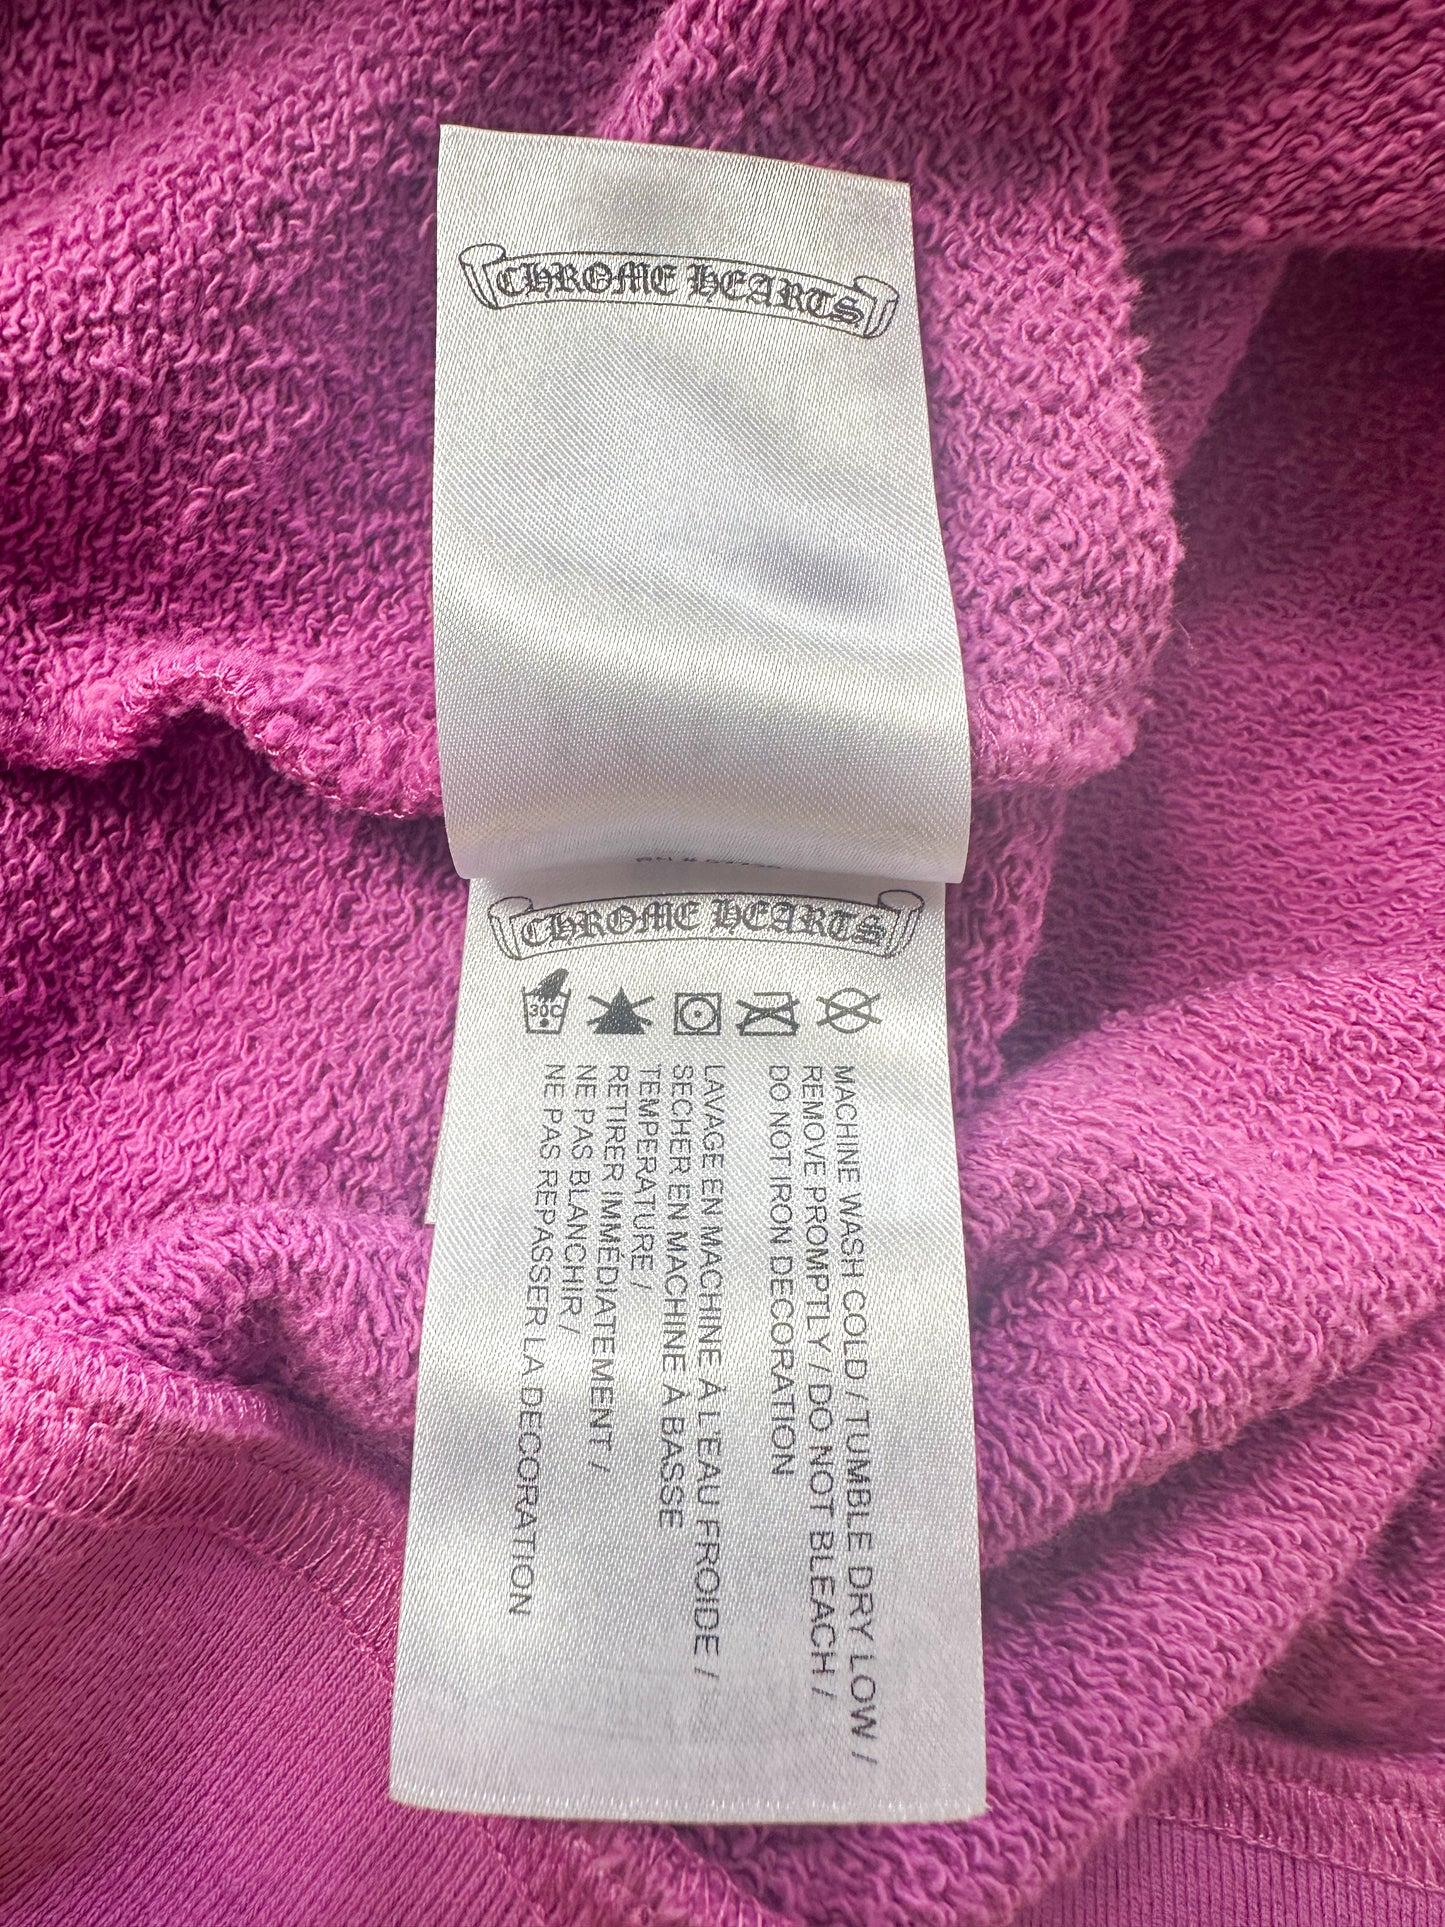 CHROME HEARTS
CHROME HEARTS
30C
MACHINE WASH COLD / TUMBLE DRY LOW /
REMOVE PROMPTLY / DO NOT BLEACH /
DO NOT IRON DECORATION
LAVAGE EN MACHINE À L'EAU FROIDE /
SECHER EN MACHINE À BASSE
TEMPERATURE /
RETIRER IMMÉDIATEMENT /
NE PAS BLANCHIR /
NE PAS REPASSER LA DECORATION